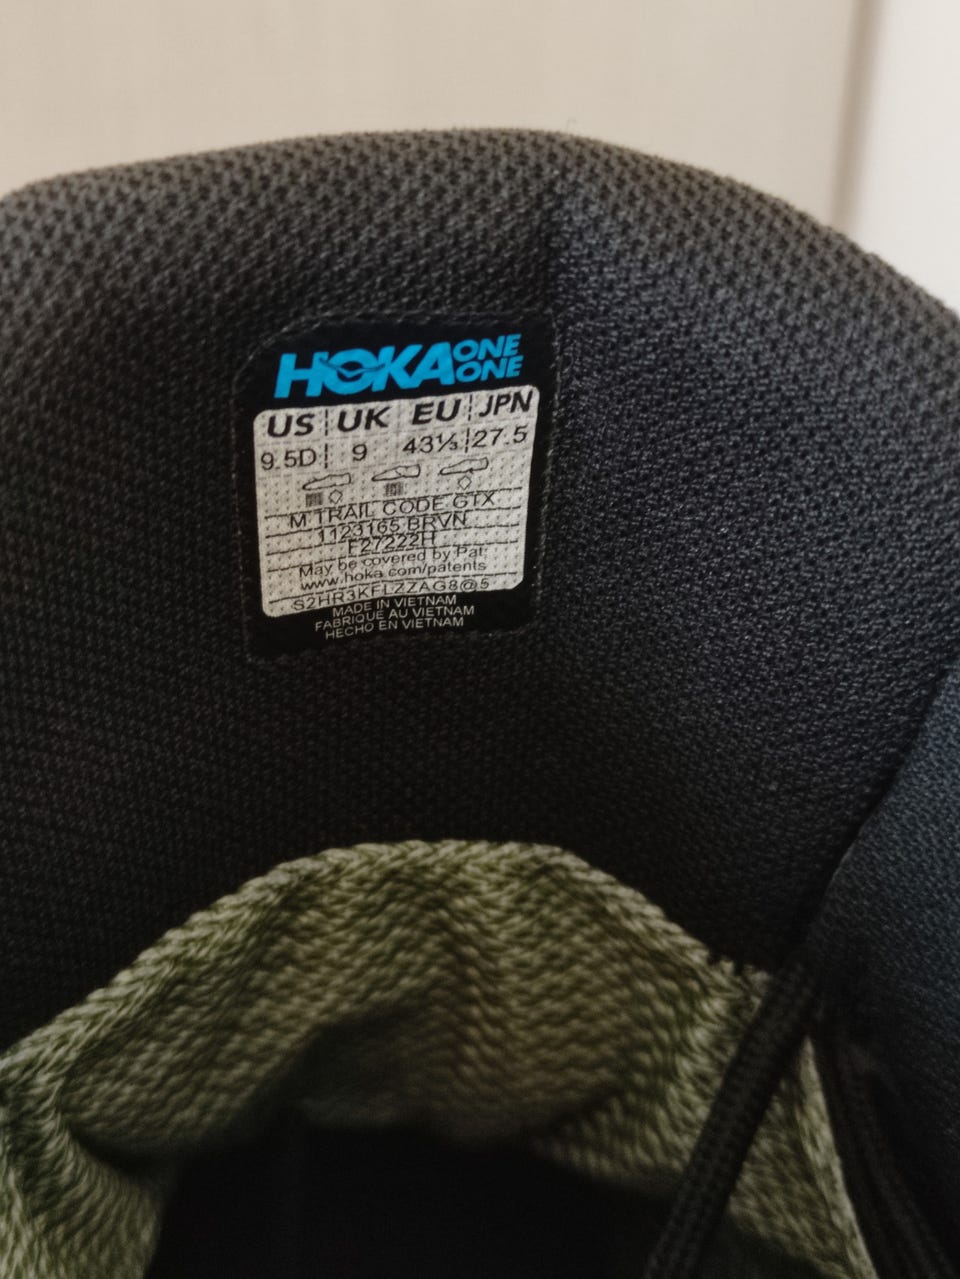 HOKA ONE ONE
US | UK EU | JPN
9.5D | 9 43⅓ | 27.5
M TRAIL CODE GTX
1123165 BRVN
F27222H
May be covered by Pat:
www.hoka.com/patents
S2HR3KFLZZAG8@5
MADE IN VIETNAM
FABRIQUE AU VIETNAM
HECHO EN VIETNAM